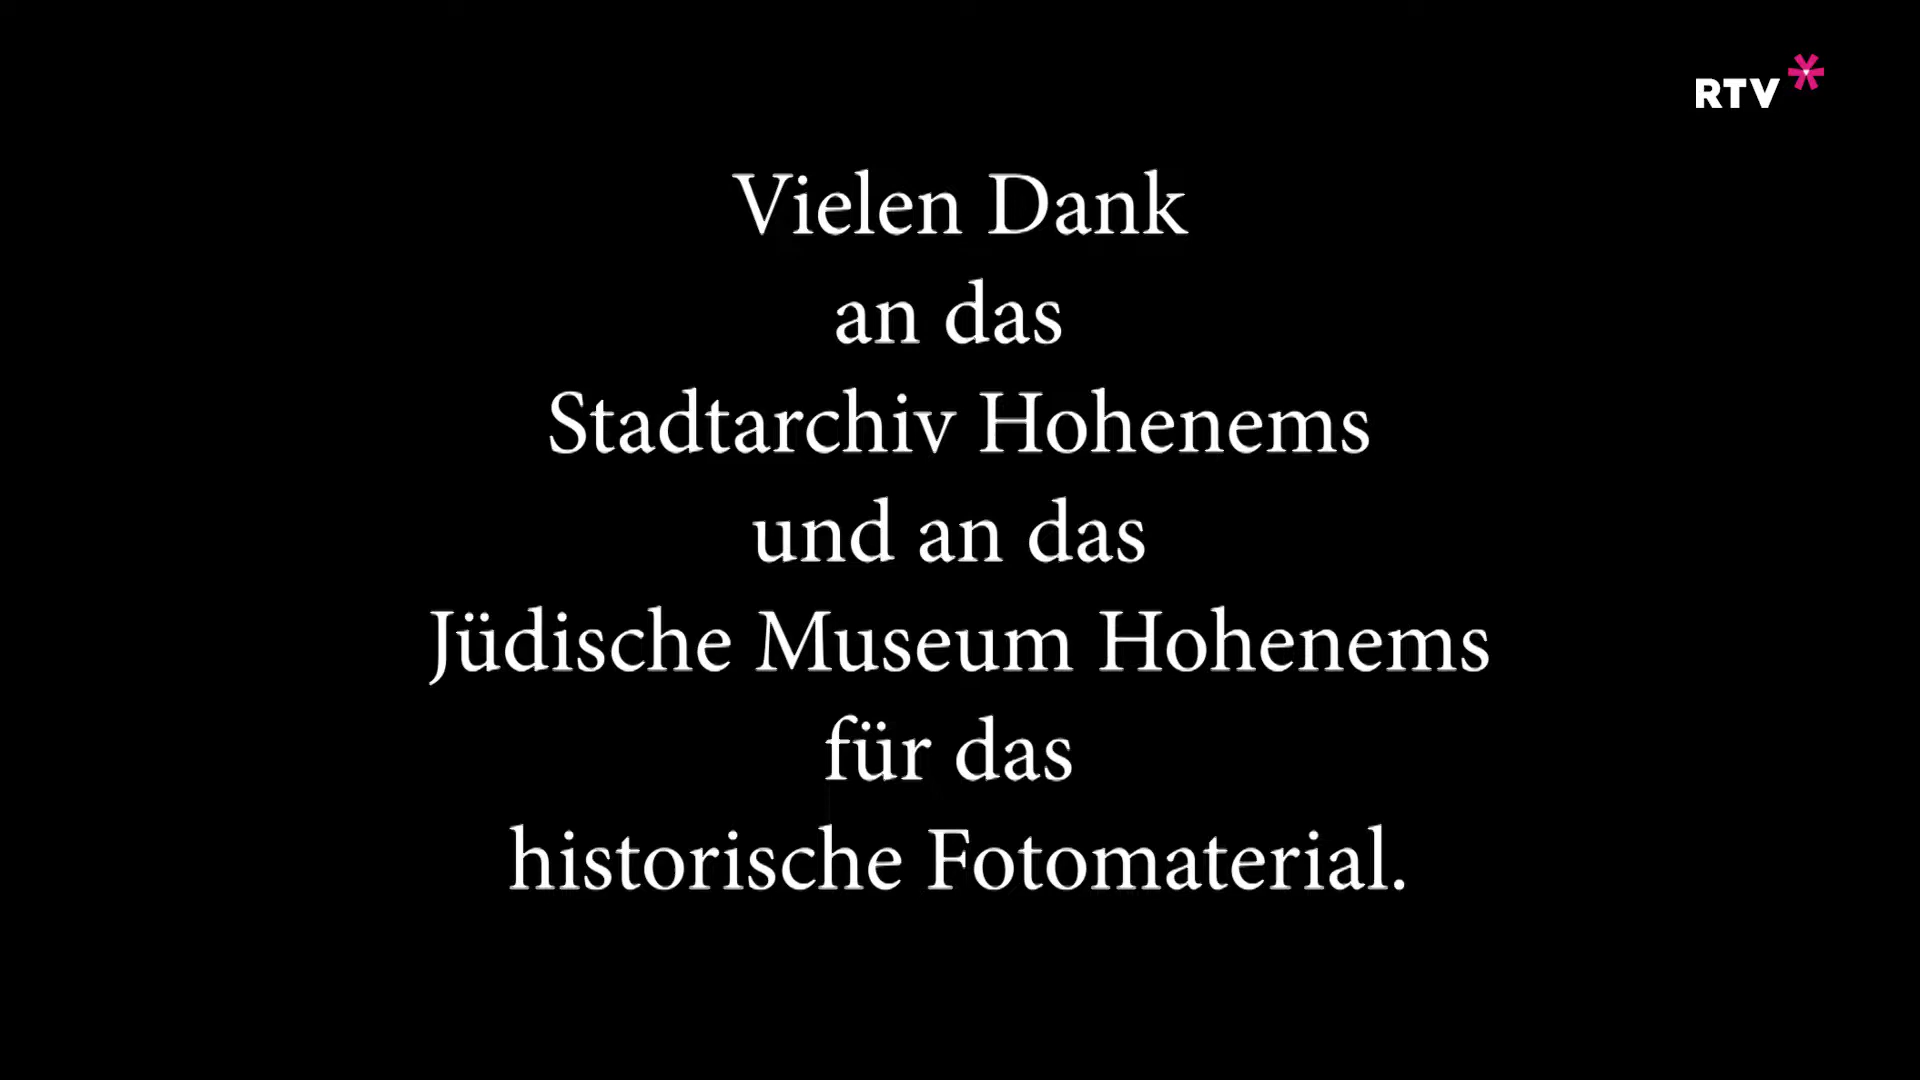 RTV
Vielen Dank
an das
Stadtarchiv Hohenems
und an das
Jüdische Museum Hohenems
für das
historische Fotomaterial.